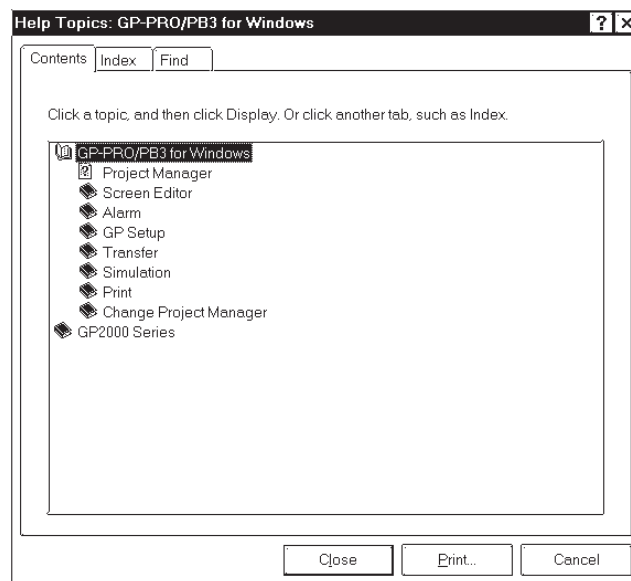 Help Topics: GP-PRO/PB3 for Windows
Contents Index Find
Click a topic, and then click Display. Or click another tab, such as Index.
GP-PRO/PB3 for Windows
Project Manager
Screen Editor
Alarm
GP Setup
Transfer
Simulation
Print
Change Project Manager
GP2000 Series
Close Print... Cancel